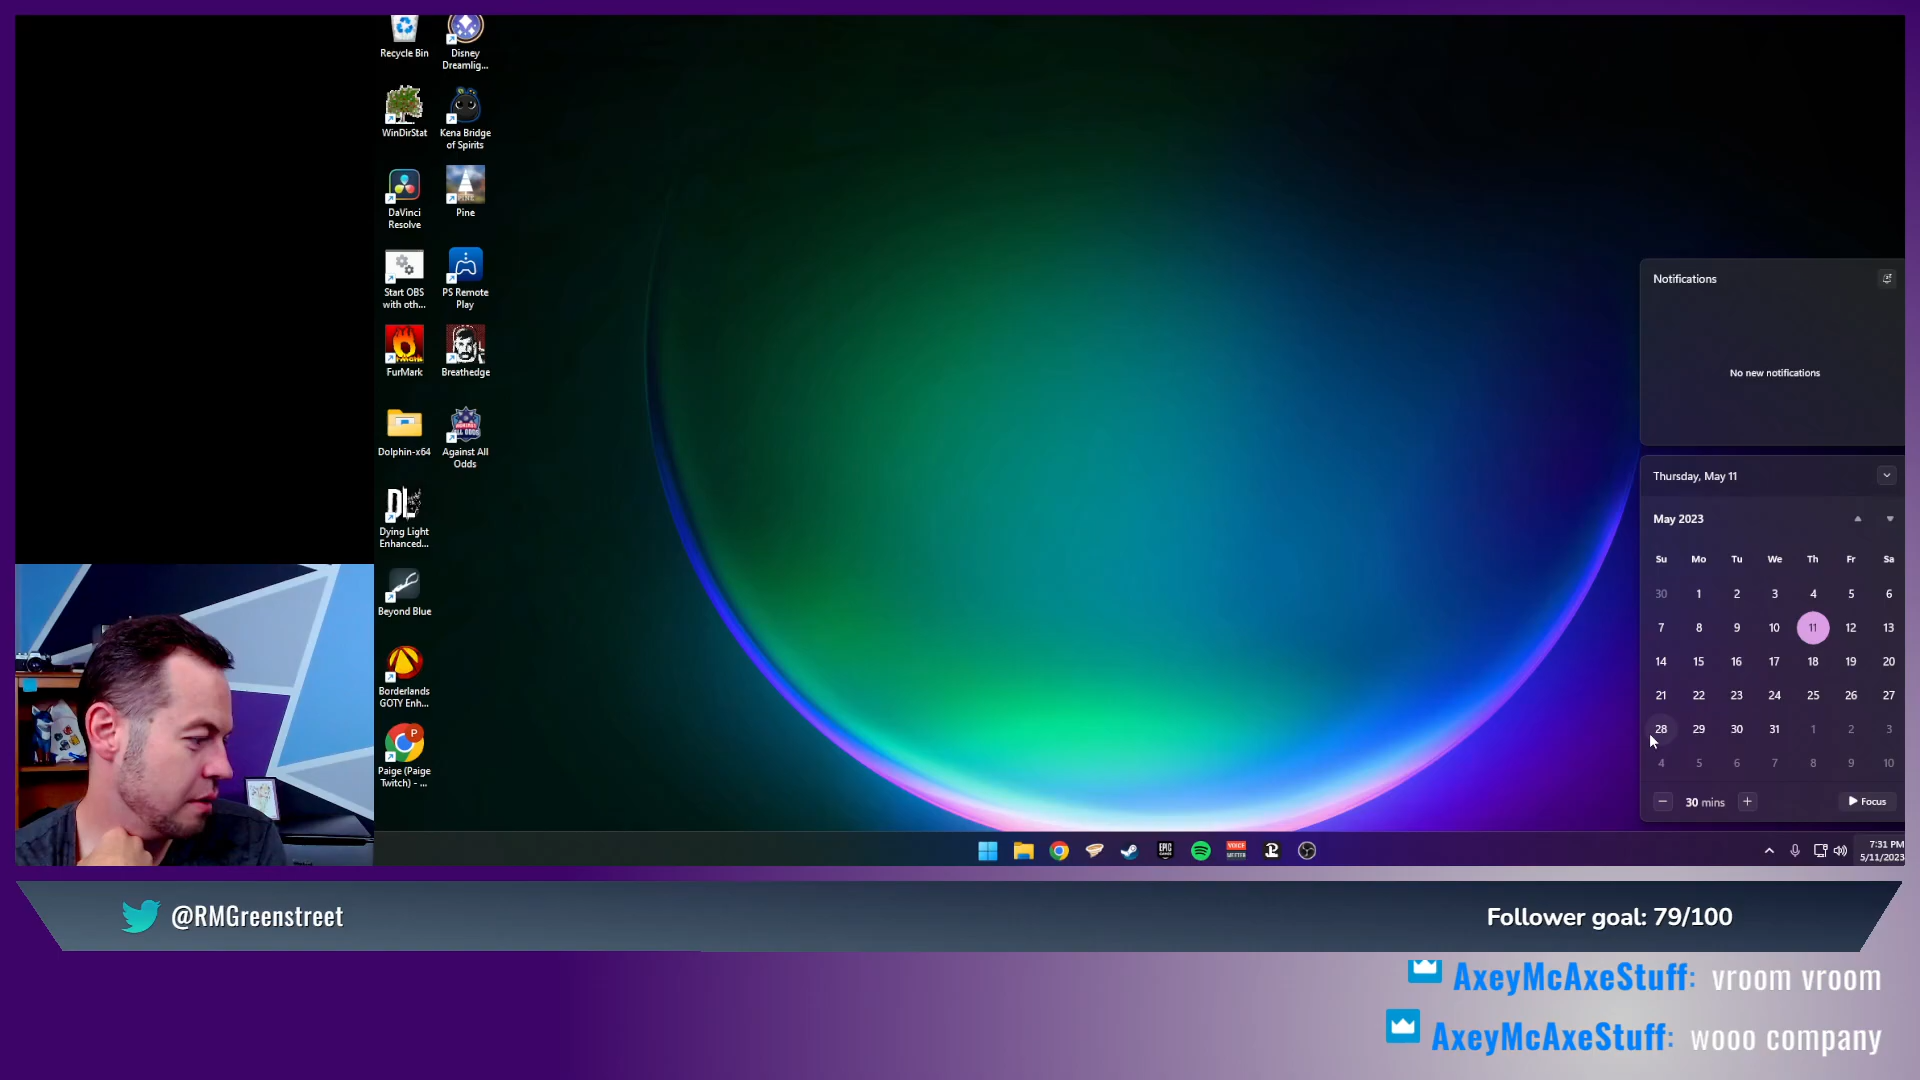 Recycle Bin
Disney
Dreamlig...
WinDirStat
Kena Bridge
of Spirits
DaVinci
Resolve
Pine
Start OBS
with oth...
PS Remote
Play
FurMark
Breathedge
Dolphin-x64
Against All
Odds
DL
Dying Light
Enhanced...
Beyond Blue
Borderlands
GOTY Enh...
P
Paige (Paige
Twitch) - ...
Notifications
No new notifications
Thursday, May 11
May 2023
Su Mo Tu We Th Fr Sa
30 1 2 3 4 5 6
7 8 9 10 11 12 13
14 15 16 17 18 19 20
21 22 23 24 25 26 27
28 29 30 31 1 2 3
4 5 6 7 8 9 10
30 mins
Focus
EPIC
7:31 PM
5/11/2023
@RMGreenstreet
Follower goal: 79/100
AxeyMcAxeStuff: vroom vroom
AxeyMcAxeStuff: wooo company